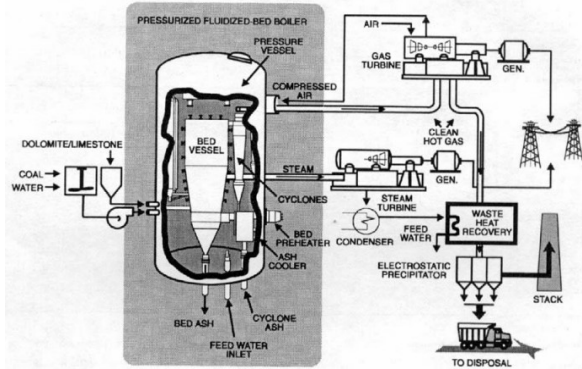 PRESSURIZED FLUIDIZED-BED BOILER
PRESSURE
VESSEL
AIR
GAS
TURBINE
GEN.
COMPRESSED
AIR
CLEAN
HOT GAS
DOLOMITE/LIMESTONE
COAL
WATER
BED
VESSEL
STEAM
GEN.
CYCLONES
STEAM
TURBINE
CONDENSER
FEED
WATER
WASTE
HEAT
RECOVERY
BED
PREHEATER
ASH
COOLER
ELECTROSTATIC
PRECIPITATOR
STACK
BED ASH
CYCLONE
ASH
FEED WATER
INLET
TO DISPOSAL